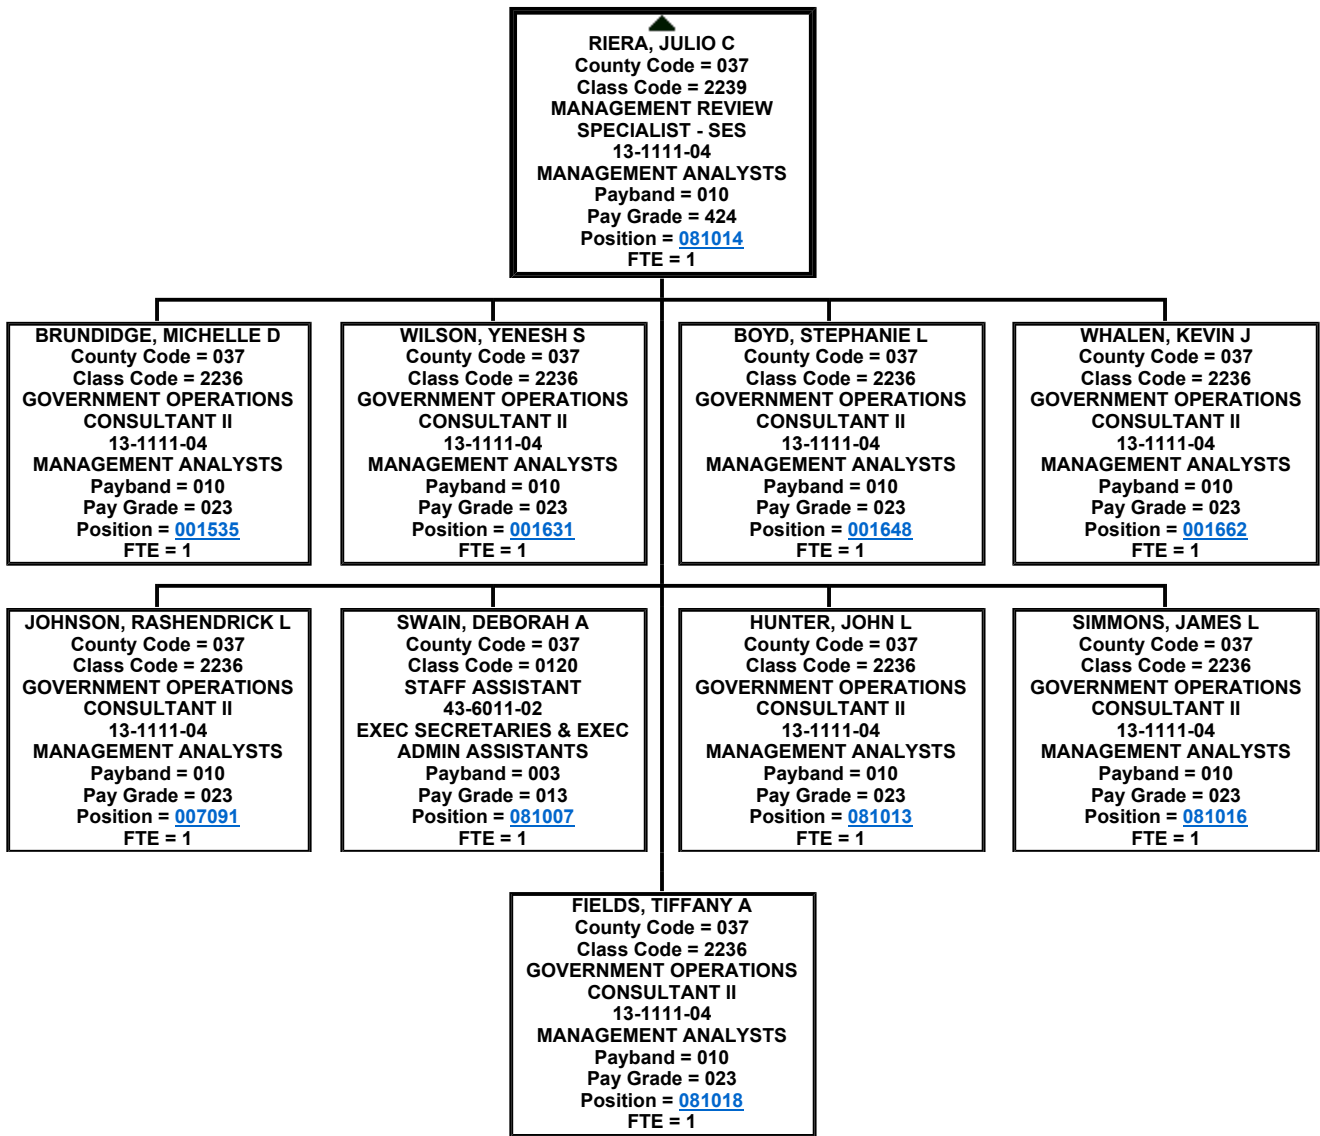 RIERA, JULIO C
County Code = 037
Class Code = 2239
MANAGEMENT REVIEW
SPECIALIST - SES
13-1111-04
MANAGEMENT ANALYSTS
Payband = 010
Pay Grade = 424
Position = 081014
FTE = 1
BRUNDIDGE, MICHELLE D
County Code = 037
Class Code = 2236
GOVERNMENT OPERATIONS
CONSULTANT II
13-1111-04
MANAGEMENT ANALYSTS
Payband = 010
Pay Grade = 023
Position = 001535
FTE = 1
WILSON, YENESH S
County Code = 037
Class Code = 2236
GOVERNMENT OPERATIONS
CONSULTANT II
13-1111-04
MANAGEMENT ANALYSTS
Payband = 010
Pay Grade = 023
Position = 001631
FTE = 1
BOYD, STEPHANIE L
County Code = 037
Class Code = 2236
GOVERNMENT OPERATIONS
CONSULTANT II
13-1111-04
MANAGEMENT ANALYSTS
Payband = 010
Pay Grade = 023
Position = 001648
FTE = 1
WHALEN, KEVIN J
County Code = 037
Class Code = 2236
GOVERNMENT OPERATIONS
CONSULTANT II
13-1111-04
MANAGEMENT ANALYSTS
Payband = 010
Pay Grade = 023
Position = 001662
FTE = 1
JOHNSON, RASHENDRICK L
County Code = 037
Class Code = 2236
GOVERNMENT OPERATIONS
CONSULTANT II
13-1111-04
MANAGEMENT ANALYSTS
Payband = 010
Pay Grade = 023
Position = 007091
FTE = 1
SWAIN, DEBORAH A
County Code = 037
Class Code = 0120
STAFF ASSISTANT
43-6011-02
EXEC SECRETARIES & EXEC
ADMIN ASSISTANTS
Payband = 003
Pay Grade = 013
Position = 081007
FTE = 1
HUNTER, JOHN L
County Code = 037
Class Code = 2236
GOVERNMENT OPERATIONS
CONSULTANT II
13-1111-04
MANAGEMENT ANALYSTS
Payband = 010
Pay Grade = 023
Position = 081013
FTE = 1
SIMMONS, JAMES L
County Code = 037
Class Code = 2236
GOVERNMENT OPERATIONS
CONSULTANT II
13-1111-04
MANAGEMENT ANALYSTS
Payband = 010
Pay Grade = 023
Position = 081016
FTE = 1
FIELDS, TIFFANY A
County Code = 037
Class Code = 2236
GOVERNMENT OPERATIONS
CONSULTANT II
13-1111-04
MANAGEMENT ANALYSTS
Payband = 010
Pay Grade = 023
Position = 081018
FTE = 1